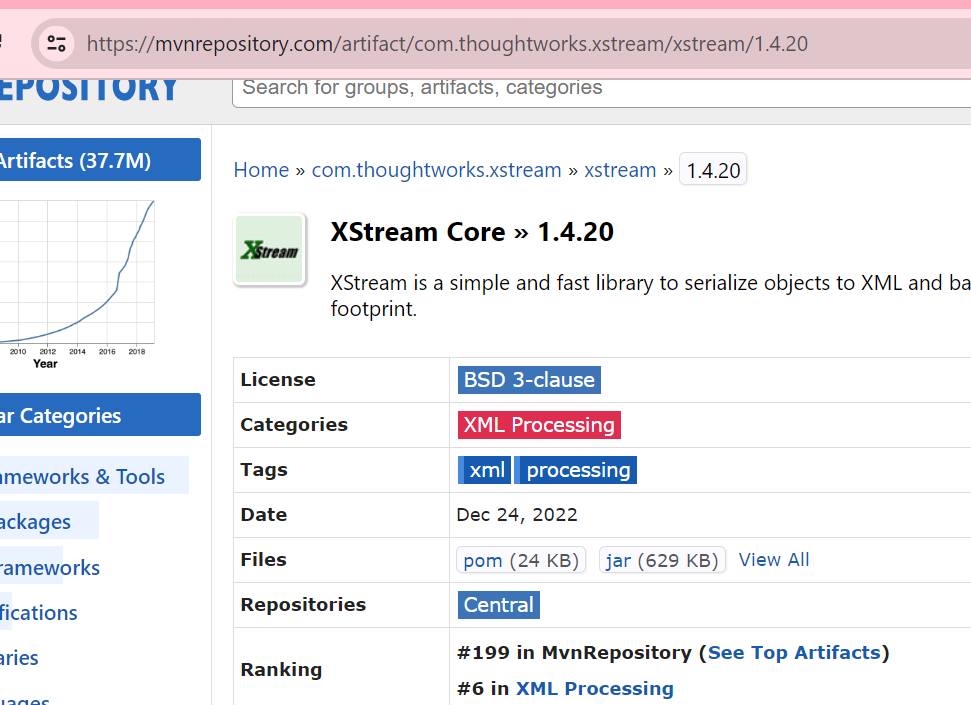 https://mvnrepository.com/artifact/com.thoughtworks.xstream/xstream/1.4.20
EPOSITORY
Search for groups, artifacts, categories
Artifacts (37.7M)
2010 2012 2014 2016 2018
Year
ar Categories
ameworks & Tools
ackages
rameworks
fications
aries
uages
Home » com.thoughtworks.xstream » xstream » 1.4.20
XStream
XStream Core » 1.4.20
XStream is a simple and fast library to serialize objects to XML and ba
footprint.
License BSD 3-clause
Categories XML Processing
Tags xml processing
Date Dec 24, 2022
Files pom (24 KB) jar (629 KB) View All
Repositories Central
Ranking #199 in MvnRepository (See Top Artifacts)
#6 in XML Processing